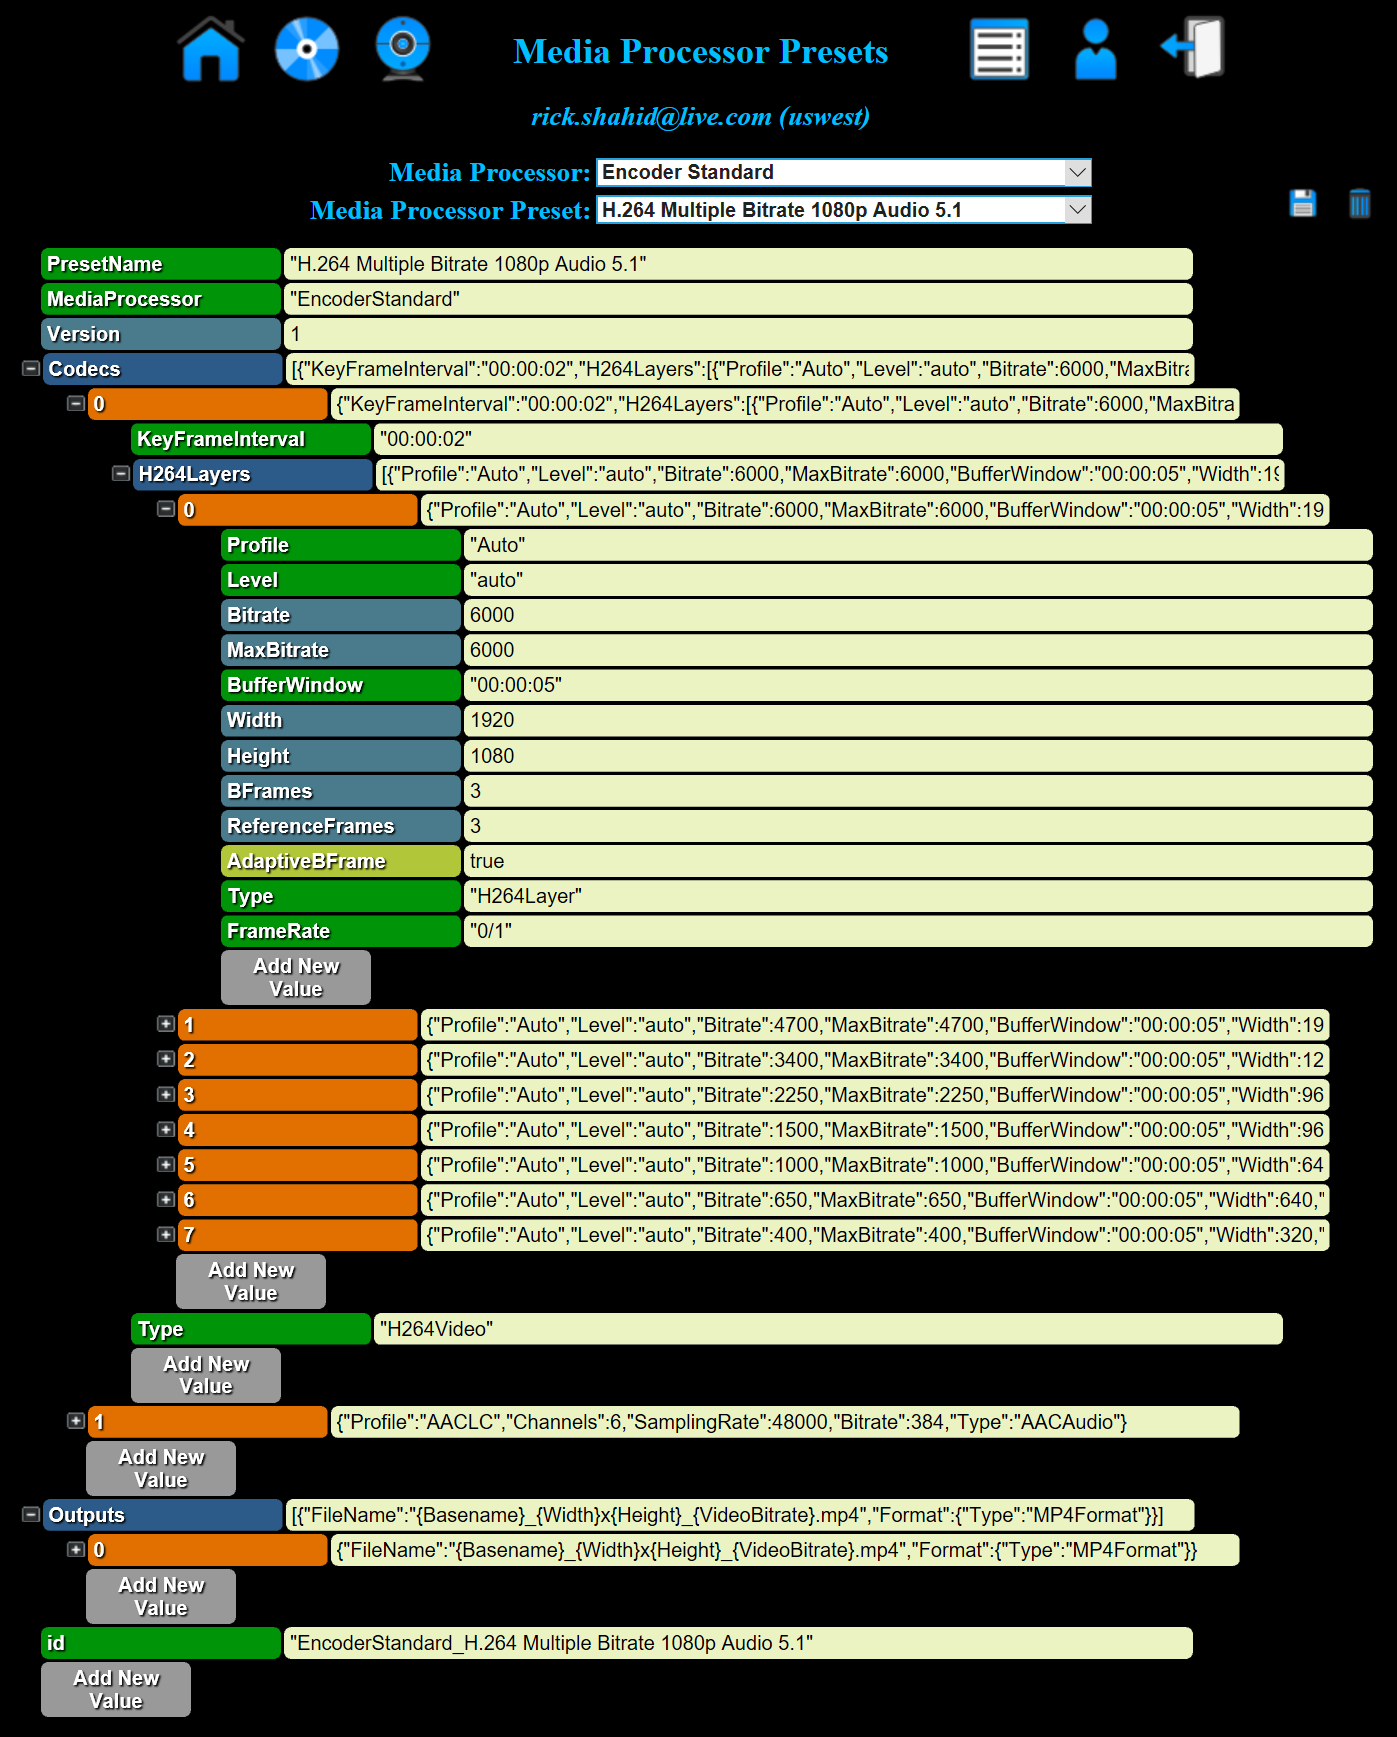 Media Processor Presets
rick.shahid@live.com (uswest)
Media Processor: Encoder Standard
Media Processor Preset: H.264 Multiple Bitrate 1080p Audio 5.1
PresetName "H.264 Multiple Bitrate 1080p Audio 5.1"
MediaProcessor "EncoderStandard"
Version 1
Codecs [{"KeyFrameInterval":"00:00:02","H264Layers":[{"Profile":"Auto","Level":"auto","Bitrate":6000,"MaxBitra
0 {"KeyFrameInterval":"00:00:02","H264Layers":[{"Profile":"Auto","Level":"auto","Bitrate":6000,"MaxBitra
KeyFrameInterval "00:00:02"
H264Layers [{"Profile":"Auto","Level":"auto","Bitrate":6000,"MaxBitrate":6000,"BufferWindow":"00:00:05","Width":19
0 {"Profile":"Auto","Level":"auto","Bitrate":6000,"MaxBitrate":6000,"BufferWindow":"00:00:05","Width":19
Profile "Auto"
Level "auto"
Bitrate 6000
MaxBitrate 6000
BufferWindow "00:00:05"
Width 1920
Height 1080
BFrames 3
ReferenceFrames 3
AdaptiveBFrame true
Type "H264Layer"
FrameRate "0/1"
Add New
Value
1 {"Profile":"Auto","Level":"auto","Bitrate":4700,"MaxBitrate":4700,"BufferWindow":"00:00:05","Width":19
2 {"Profile":"Auto","Level":"auto","Bitrate":3400,"MaxBitrate":3400,"BufferWindow":"00:00:05","Width":12
3 {"Profile":"Auto","Level":"auto","Bitrate":2250,"MaxBitrate":2250,"BufferWindow":"00:00:05","Width":96
4 {"Profile":"Auto","Level":"auto","Bitrate":1500,"MaxBitrate":1500,"BufferWindow":"00:00:05","Width":96
5 {"Profile":"Auto","Level":"auto","Bitrate":1000,"MaxBitrate":1000,"BufferWindow":"00:00:05","Width":64
6 {"Profile":"Auto","Level":"auto","Bitrate":650,"MaxBitrate":650,"BufferWindow":"00:00:05","Width":640,"
7 {"Profile":"Auto","Level":"auto","Bitrate":400,"MaxBitrate":400,"BufferWindow":"00:00:05","Width":320,"
Add New
Value
Type "H264Video"
Add New
Value
1 {"Profile":"AACLC","Channels":6,"SamplingRate":48000,"Bitrate":384,"Type":"AACAudio"}
Add New
Value
Outputs [{"FileName":"{Basename}_{Width}x{Height}_{VideoBitrate}.mp4","Format":{"Type":"MP4Format"}}]
0 {"FileName":"{Basename}_{Width}x{Height}_{VideoBitrate}.mp4","Format":{"Type":"MP4Format"}}
Add New
Value
id "EncoderStandard_H.264 Multiple Bitrate 1080p Audio 5.1"
Add New
Value